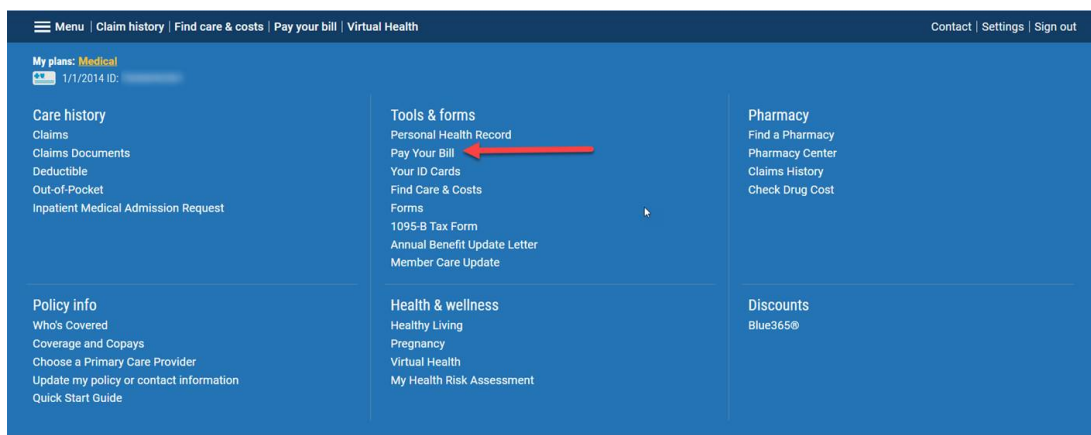 Menu | Claim history | Find care & costs | Pay your bill | Virtual Health
Contact | Settings | Sign out
My plans: Medical
1/1/2014 ID:
Care history
Claims
Claims Documents
Deductible
Out-of-Pocket
Inpatient Medical Admission Request
Tools & forms
Personal Health Record
Pay Your Bill
Your ID Cards
Find Care & Costs
Forms
1095-B Tax Form
Annual Benefit Update Letter
Member Care Update
Pharmacy
Find a Pharmacy
Pharmacy Center
Claims History
Check Drug Cost
Policy info
Who's Covered
Coverage and Copays
Choose a Primary Care Provider
Update my policy or contact information
Quick Start Guide
Health & wellness
Healthy Living
Pregnancy
Virtual Health
My Health Risk Assessment
Discounts
Blue365®